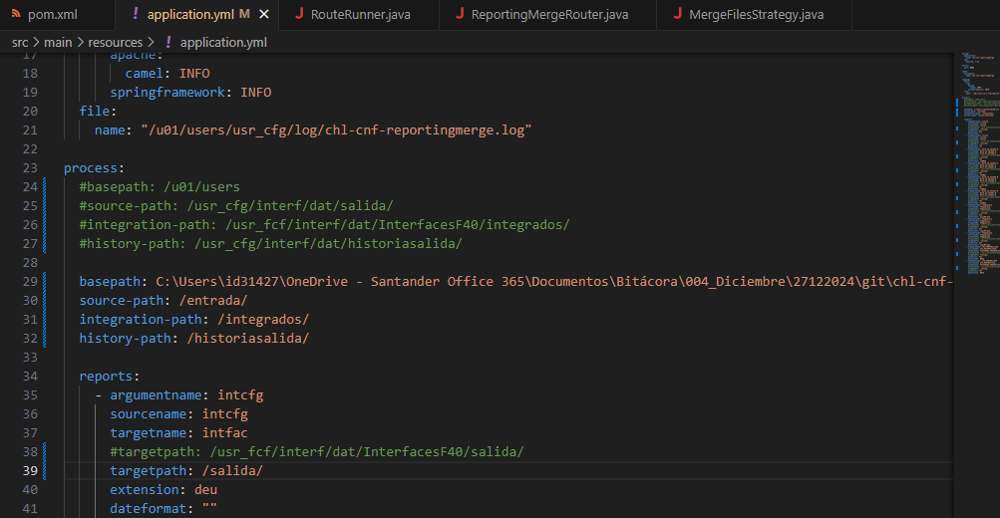 pom.xml
! application.yml M ×
J RouteRunner.java
J ReportingMergeRouter.java
J MergeFilesStrategy.java
src > main > resources > ! application.yml
17 apache:
18 camel: INFO
19 springframework: INFO
20 file:
21 name: "/u01/users/usr_cfg/log/chl-cnf-reportingmerge.log"
22
23 process:
24 #basepath: /u01/users
25 #source-path: /usr_cfg/interf/dat/salida/
26 #integration-path: /usr_fcf/interf/dat/InterfacesF40/integrados/
27 #history-path: /usr_cfg/interf/dat/historiasalida/
28
29 basepath: C:\Users\id31427\OneDrive - Santander Office 365\Documentos\Bitácora\004_Diciembre\27122024\git\chl-cnf-
30 source-path: /entrada/
31 integration-path: /integrados/
32 history-path: /historiasalida/
33
34 reports:
35 - argumentname: intcfg
36 sourcename: intcfg
37 targetname: intfac
38 #targetpath: /usr_fcf/interf/dat/InterfacesF40/salida/
39 targetpath: /salida/
40 extension: deu
41 dateformat: ""